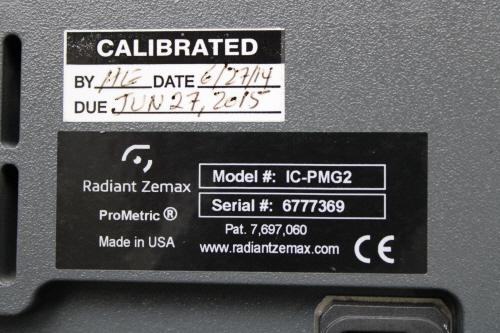 CALIBRATED
BY MLE DATE 6/27/14
DUE JUN 27, 2015
Radiant Zemax
ProMetric ®
Made in USA
Model #: IC-PMG2
Serial #: 6777369
Pat. 7,697,060
www.radiantzemax.com
CE